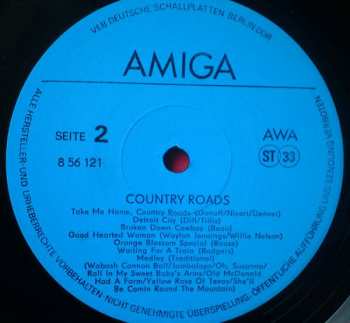 VEB DEUTSCHE SCHALLPLATTEN BERLIN DDR
AMIGA
SEITE 2
AWA
8 56 121
ST 33
COUNTRY ROADS
Take Me Home, Country Roads (Danoff/Nivert/Denver)
Detroit City (Dill/Tillis)
Broken Down Cowboy (Bossi)
Good Hearted Woman (Waylon Jennings/Willie Nelson)
Orange Blossom Special (Rouse)
Waiting For A Train (Rodgers)
Medley (Traditional)
(Wabash Cannon Ball/Jambalaya/Oh, Susanna/
Roll In My Sweet Baby's Arms/Old McDonald
Had A Farm/Yellow Rose Of Texas/She'll
Be Comin Round The Mountain)
ALLE HERSTELLER- UND URHEBERRECHTE VORBEHALTEN · NICHT GENEHMIGTE ÜBERSPIELUNG, ÖFFENTLICHE AUFFÜHRUNG UND SENDUNG VERBOTEN